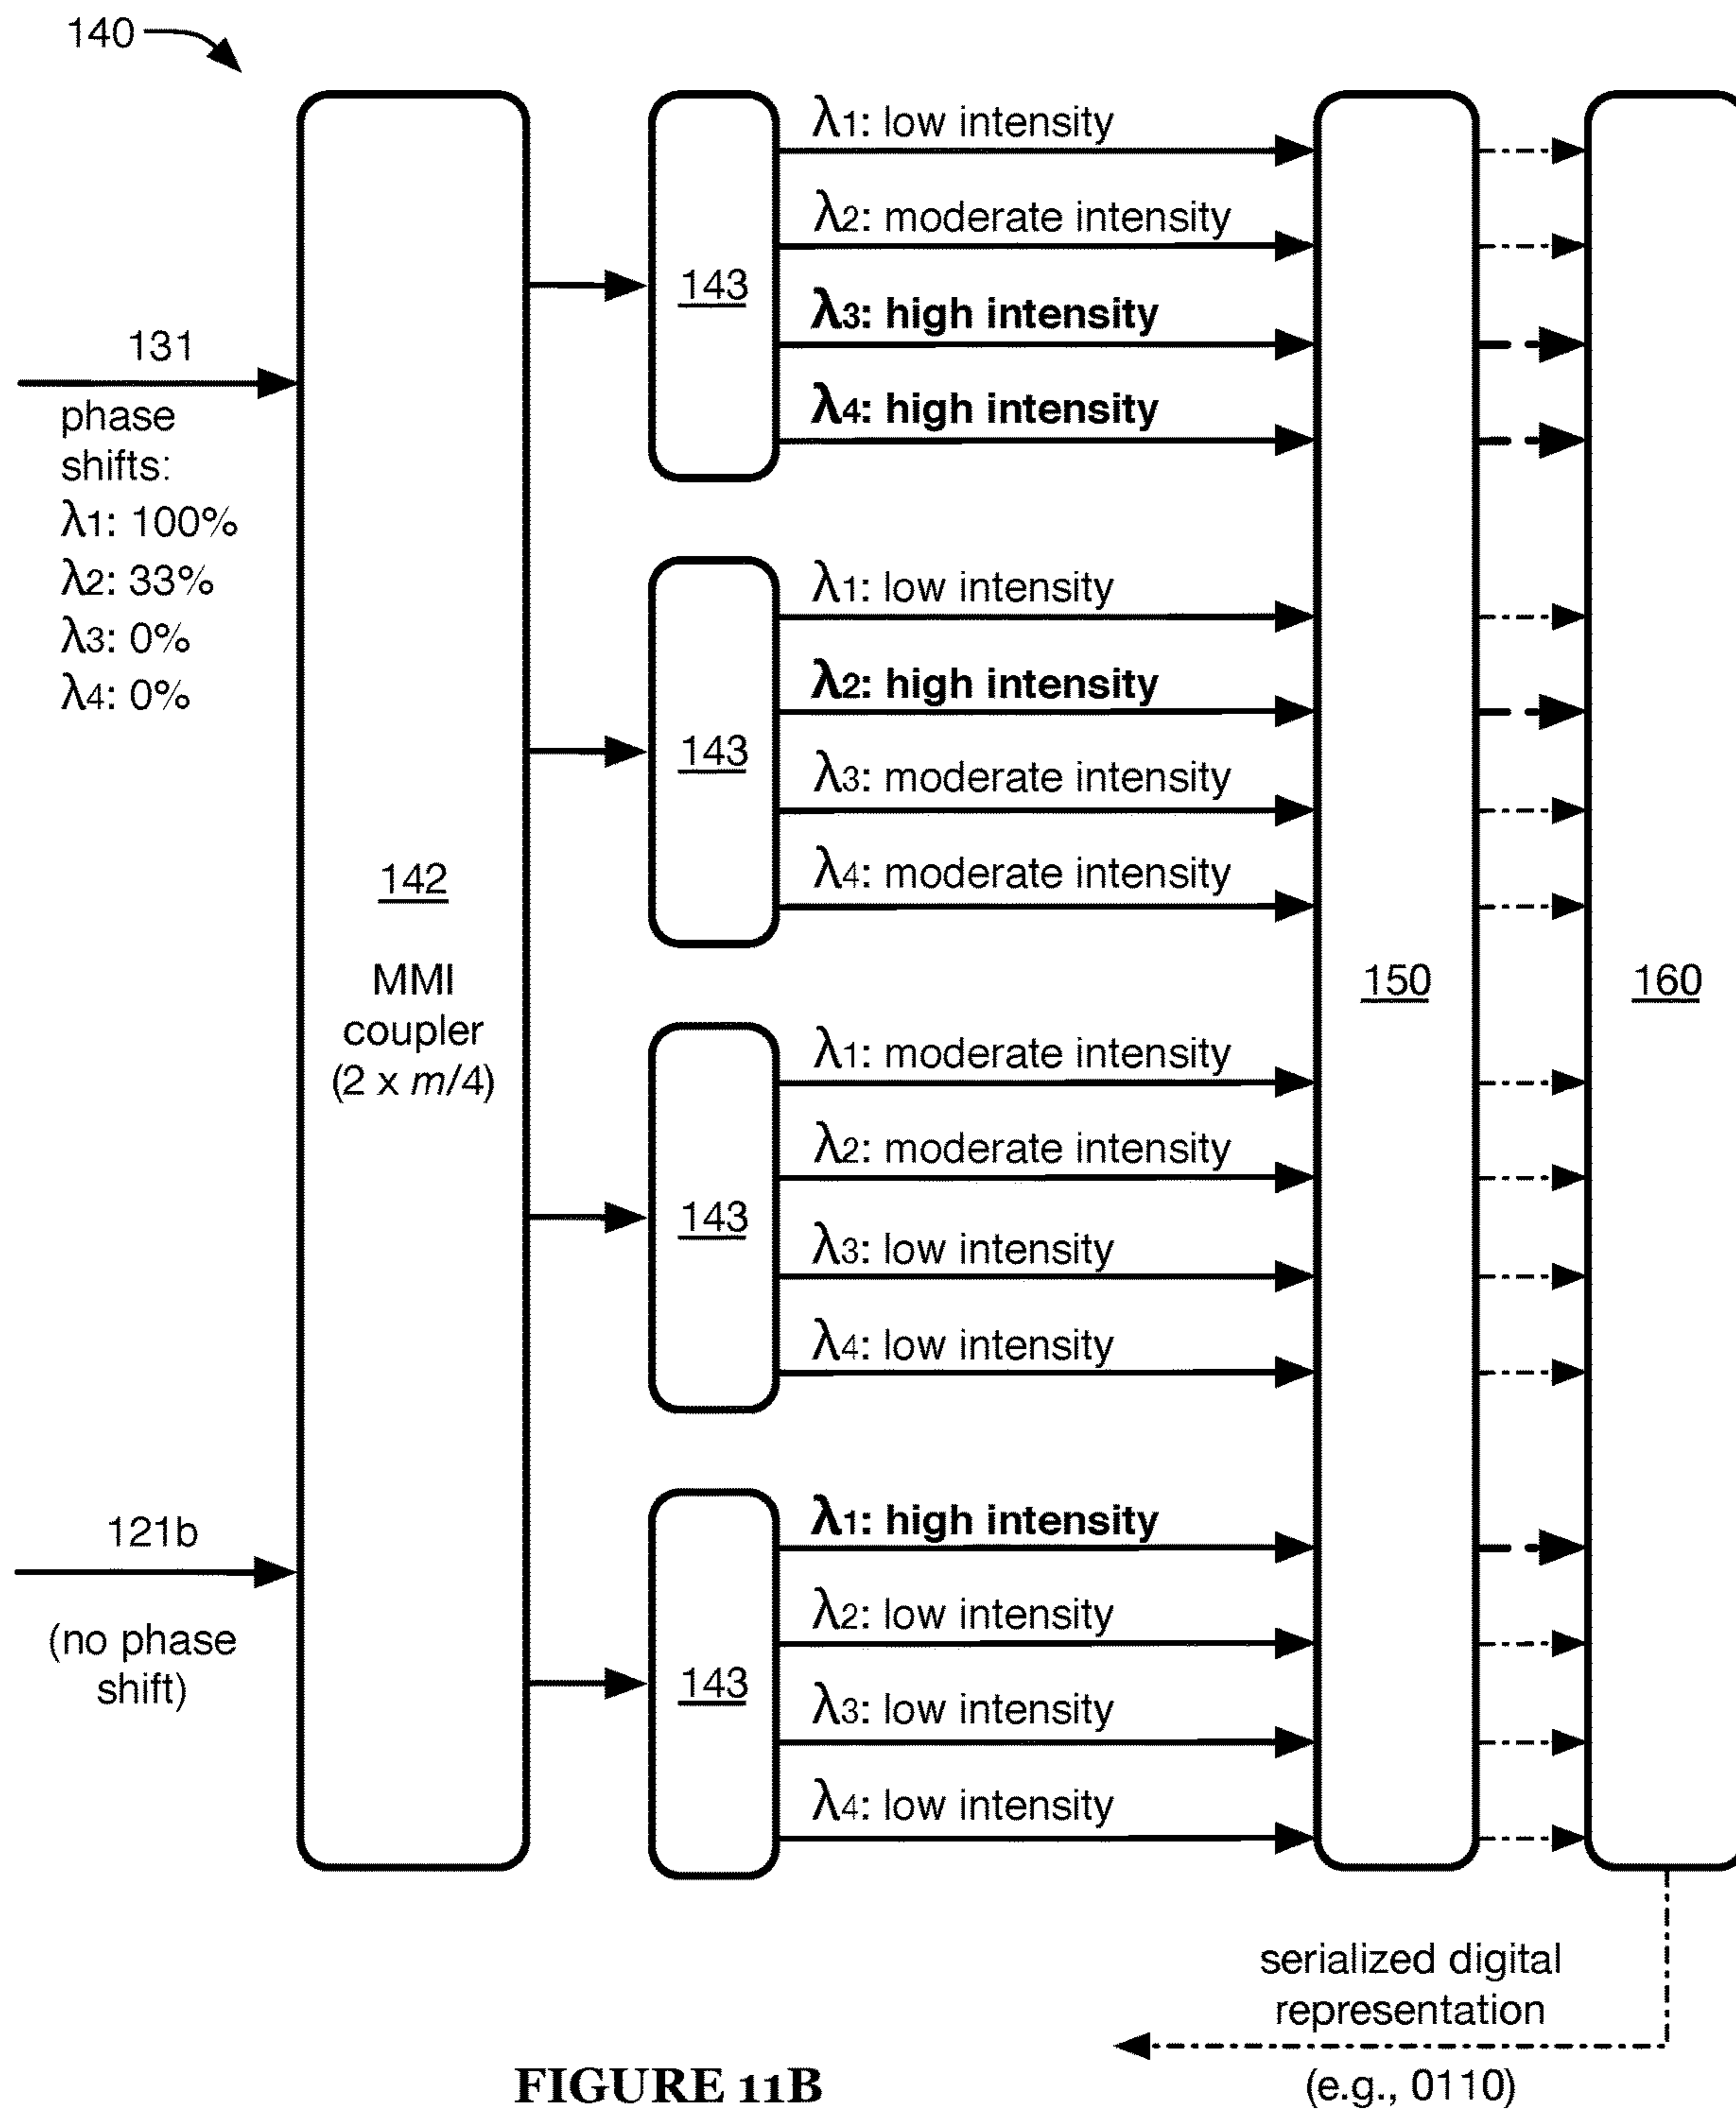 140
λ1: low intensity
λ2: moderate intensity
143
λ3: high intensity
λ4: high intensity
131
phase
shifts:
λ1: 100%
λ2: 33%
λ3: 0%
λ4: 0%
λ1: low intensity
λ2: high intensity
143
λ3: moderate intensity
λ4: moderate intensity
142
MMI
coupler
(2 x m/4)
150
160
λ1: moderate intensity
λ2: moderate intensity
143
λ3: low intensity
λ4: low intensity
121b
(no phase
shift)
λ1: high intensity
λ2: low intensity
143
λ3: low intensity
λ4: low intensity
serialized digital
representation
(e.g., 0110)
FIGURE 11B